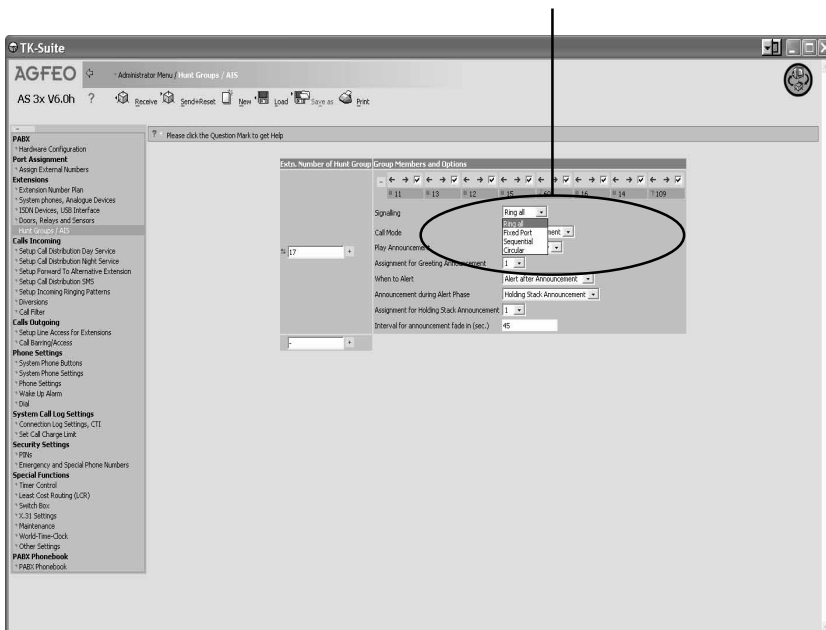 TK-Suite
AGFEO
Administrator Menu / Hunt Groups / AIS
AS 3x V6.0h ? Receive Send+Reset New Load Save as Print
? Please click the Question Mark to get Help
PABX
Hardware Configuration
Port Assignment
Assign External Numbers
Extensions
Extension Number Plan
System phones, Analogue Devices
ISDN Devices, USB Interface
Doors, Relays and Sensors
Hunt Groups / AIS
Calls Incoming
Setup Call Distribution Day Service
Setup Call Distribution Night Service
Setup Forward To Alternative Extension
Setup Call Distribution SMS
Setup Incoming Ringing Patterns
Diversions
Call Filter
Calls Outgoing
Setup Line Access for Extensions
Call Barring/Access
Phone Settings
System Phone Buttons
System Phone Settings
Phone Settings
Wake Up Alarm
Dial
System Call Log Settings
Connection Log Settings, CTI
Set Call Charge Limit
Security Settings
PINs
Emergency and Special Phone Numbers
Special Functions
Timer Control
Least Cost Routing (LCR)
Switch Box
X.31 Settings
Maintenance
World-Time-Clock
Other Settings
PABX Phonebook
PABX Phonebook
Extn. Number of Hunt Group Group Members and Options
11 13 12 15 16 14 109
Signalling Ring all
Ring all
Fixed Port
Sequential
Circular
Call Mode
17 + Play Announcement
Assignment for Greeting Announcement 1
When to Alert Alert after Announcement
Announcement during Alert Phase Holding Stack Announcement
Assignment for Holding Stack Announcement 1
Interval for announcement fade in (sec.) 45
- +